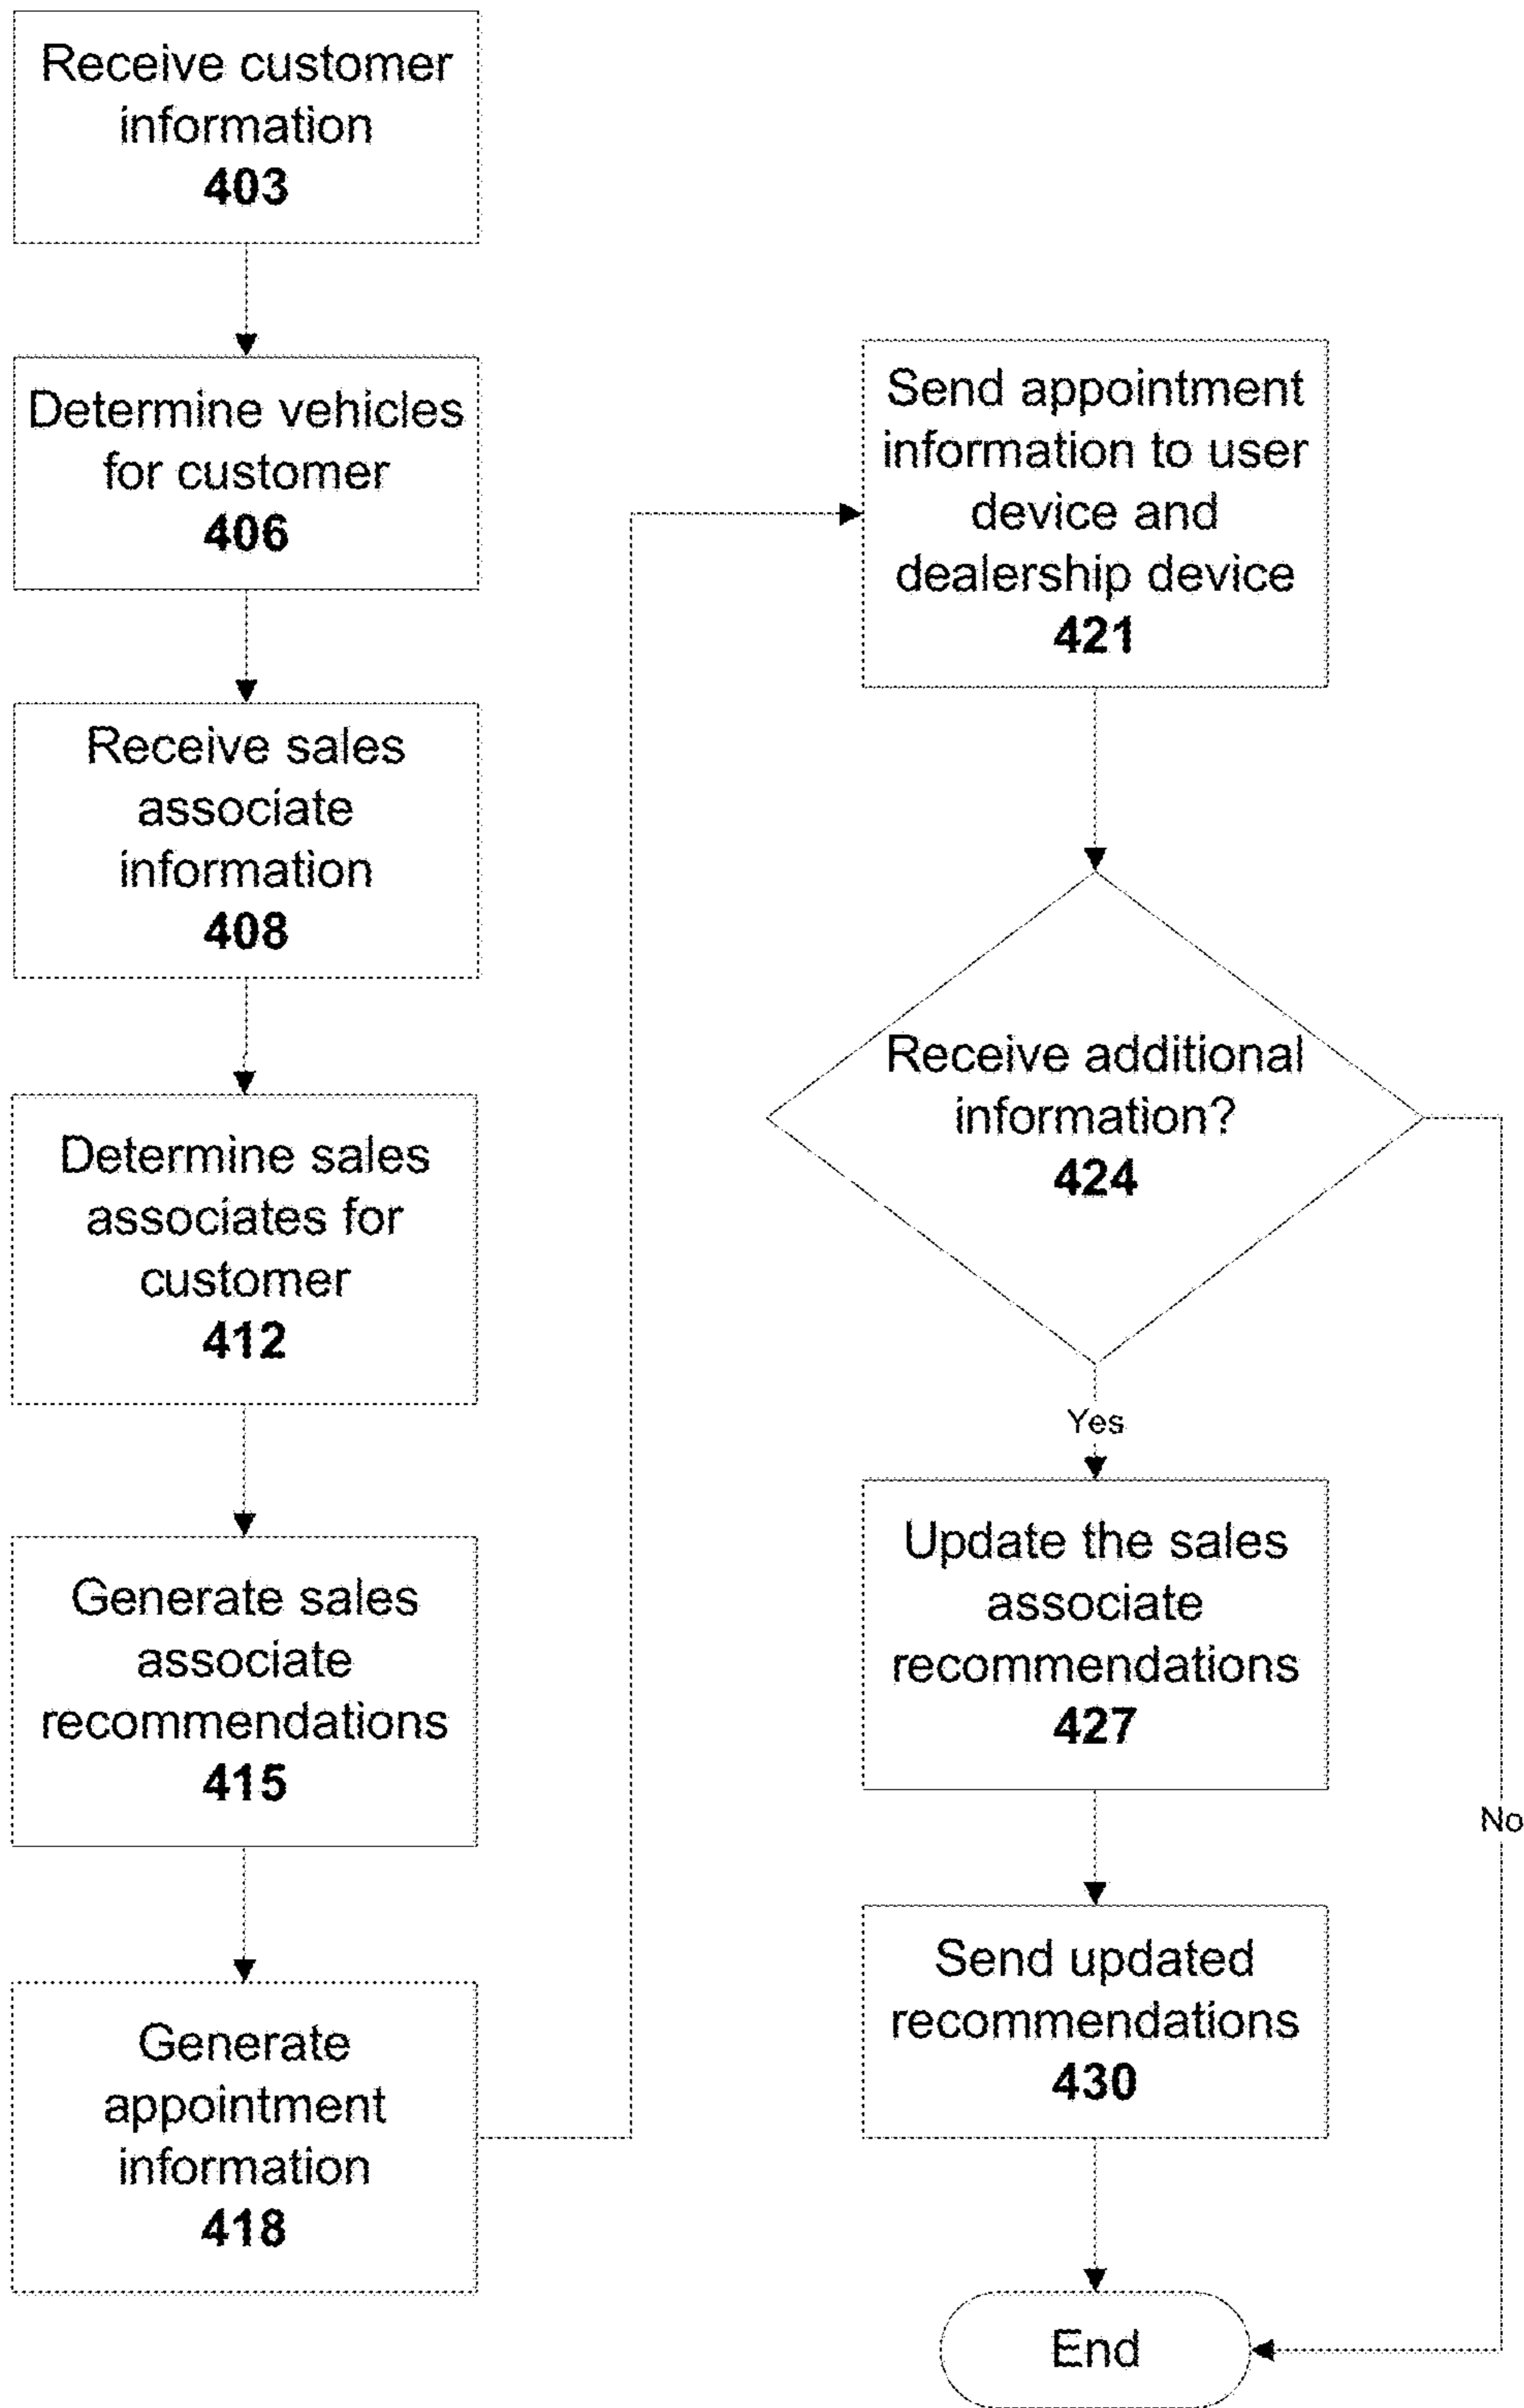 Receive customer
information
403
Determine vehicles
for customer
406
Receive sales
associate
information
408
Determine sales
associates for
customer
412
Generate sales
associate
recommendations
415
Generate
appointment
information
418
Send appointment
information to user
device and
dealership device
421
Receive additional
information?
424
Yes
Update the sales
associate
recommendations
427
No
Send updated
recommendations
430
End